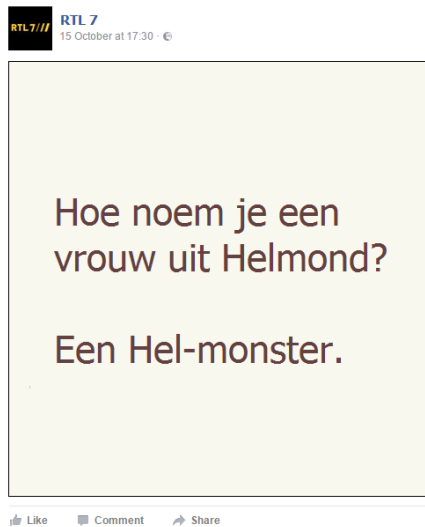 RTL 7///
RTL 7
15 October at 17:30 ·
Hoe noem je een
vrouw uit Helmond?
Een Hel-monster.
Like Comment Share